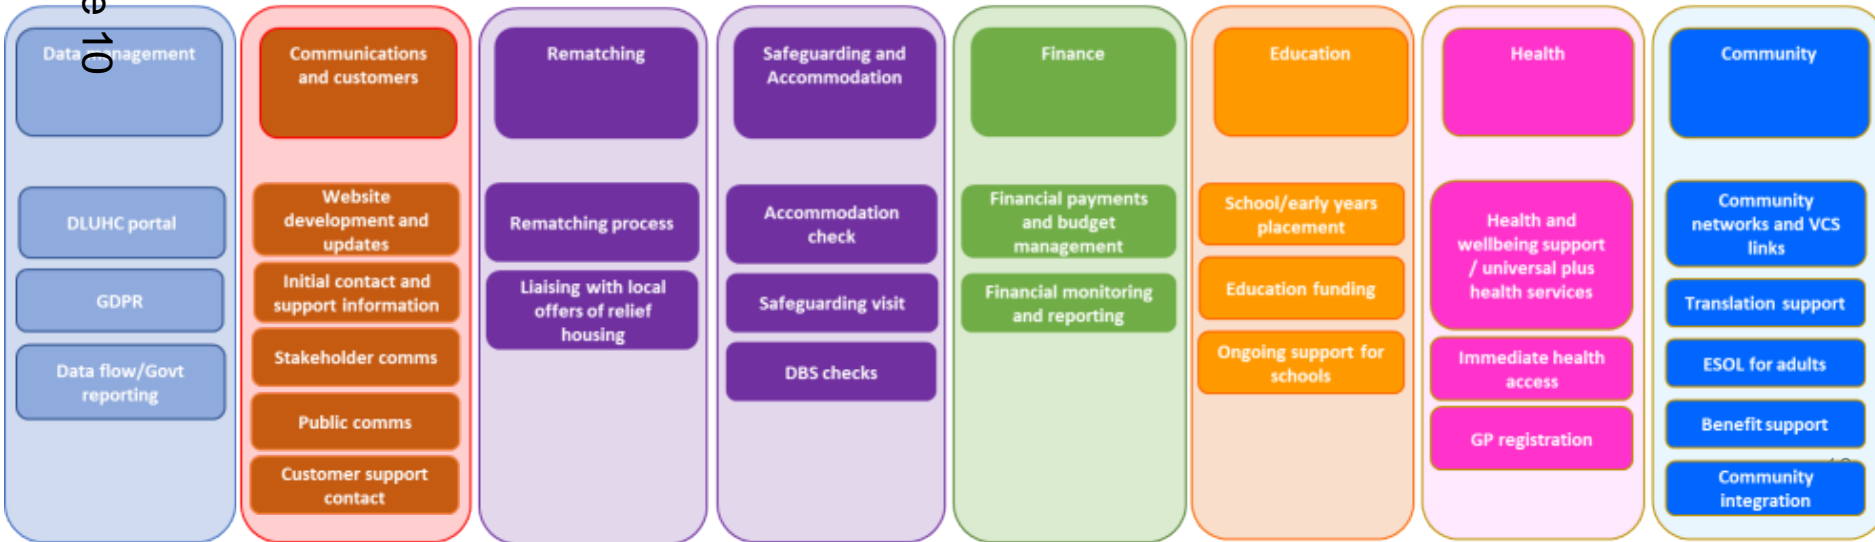 e 10
Data management
DLUHC portal
GDPR
Data flow/Govt
reporting
Communications
and customers
Website
development and
updates
Initial contact and
support information
Stakeholder comms
Public comms
Customer support
contact
Rematching
Rematching process
Liaising with local
offers of relief
housing
Safeguarding and
Accommodation
Accommodation
check
Safeguarding visit
DBS checks
Finance
Financial payments
and budget
management
Financial monitoring
and reporting
Education
School/early years
placement
Education funding
Ongoing support for
schools
Health
Health and
wellbeing support
/ universal plus
health services
Immediate health
access
GP registration
Community
Community
networks and VCS
links
Translation support
ESOL for adults
Benefit support
Community
integration